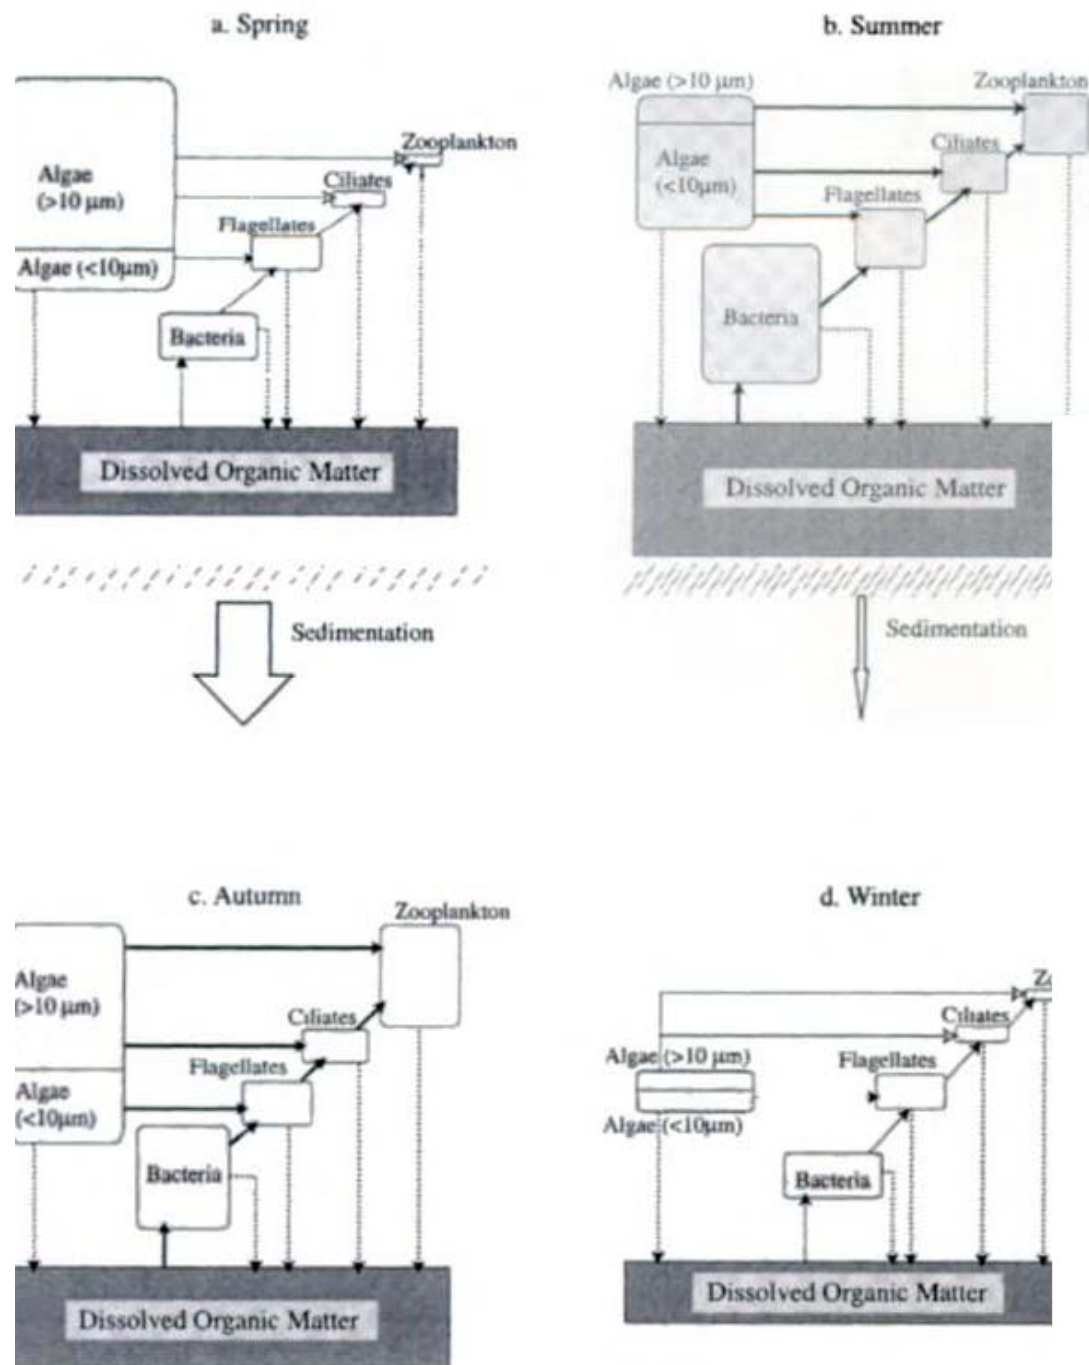 a. Spring
Zooplankton
Ciliates
Algae
(>10 μm)
Flagellates
Algae (<10μm)
Bacteria
Dissolved Organic Matter
Sedimentation
b. Summer
Algae (>10 μm)
Zooplankton
Ciliates
Algae
(<10μm)
Flagellates
Bacteria
Dissolved Organic Matter
Sedimentation
c. Autumn
Zooplankton
Algae
(>10 μm)
Ciliates
Flagellates
Algae
(<10μm)
Bacteria
Dissolved Organic Matter
d. Winter
Ciliates
Algae (>10 μm)
Flagellates
Algae (<10μm)
Bacteria
Dissolved Organic Matter